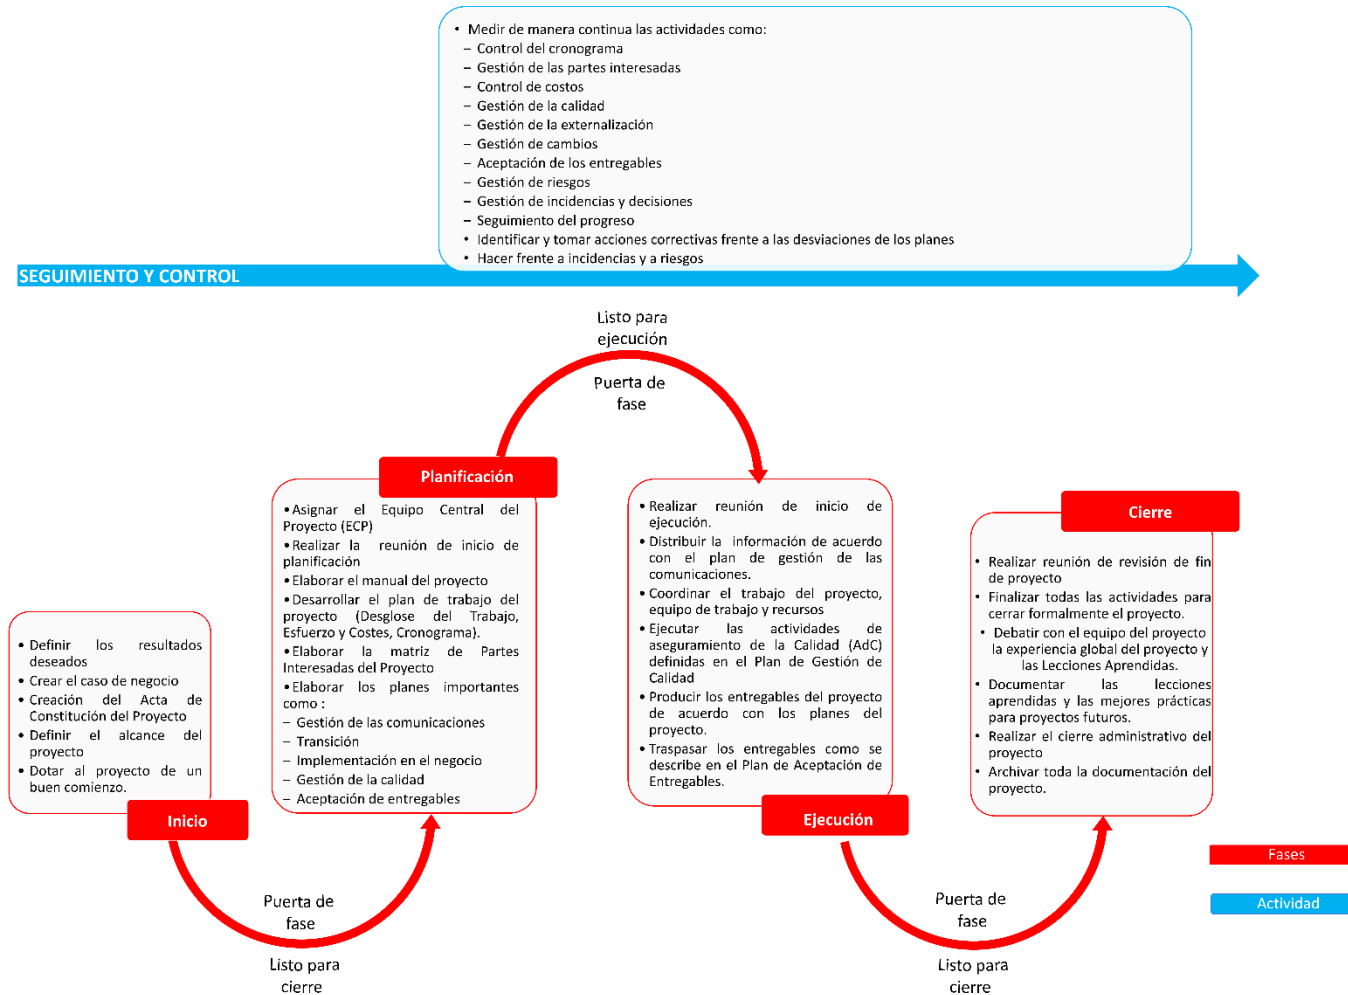 • Medir de manera continua las actividades como:
– Control del cronograma
– Gestión de las partes interesadas
– Control de costos
– Gestión de la calidad
– Gestión de la externalización
– Gestión de cambios
– Aceptación de los entregables
– Gestión de riesgos
– Gestión de incidencias y decisiones
– Seguimiento del progreso
• Identificar y tomar acciones correctivas frente a las desviaciones de los planes
• Hacer frente a incidencias y a riesgos
SEGUIMIENTO Y CONTROL
Listo para
ejecución
Puerta de
fase
• Definir los resultados
deseados
• Crear el caso de negocio
• Creación del Acta de
Constitución del Proyecto
• Definir el alcance del
proyecto
• Dotar al proyecto de un
buen comienzo.
Inicio
Puerta de
fase
Listo para
cierre
Planificación
•Asignar el Equipo Central del
Proyecto (ECP)
•Realizar la reunión de inicio de
planificación
•Elaborar el manual del proyecto
•Desarrollar el plan de trabajo del
proyecto (Desglose del Trabajo,
Esfuerzo y Costes, Cronograma).
•Elaborar la matriz de Partes
Interesadas del Proyecto
•Elaborar los planes importantes
como :
– Gestión de las comunicaciones
– Transición
– Implementación en el negocio
– Gestión de la calidad
– Aceptación de entregables
• Realizar reunión de inicio de
ejecución.
• Distribuir la información de acuerdo
con el plan de gestión de las
comunicaciones.
• Coordinar el trabajo del proyecto,
equipo de trabajo y recursos
• Ejecutar las actividades de
aseguramiento de la Calidad (AdC)
definidas en el Plan de Gestión de
Calidad
• Producir los entregables del proyecto
de acuerdo con los planes del
proyecto.
• Traspasar los entregables como se
describe en el Plan de Aceptación de
Entregables.
Ejecución
Puerta de
fase
Listo para
cierre
Cierre
• Realizar reunión de revisión de fin
de proyecto
• Finalizar todas las actividades para
cerrar formalmente el proyecto.
• Debatir con el equipo del proyecto
la experiencia global del proyecto y
las Lecciones Aprendidas.
• Documentar las lecciones
aprendidas y las mejores prácticas
para proyectos futuros.
• Realizar el cierre administrativo del
proyecto
• Archivar toda la documentación del
proyecto.
Fases
Actividad